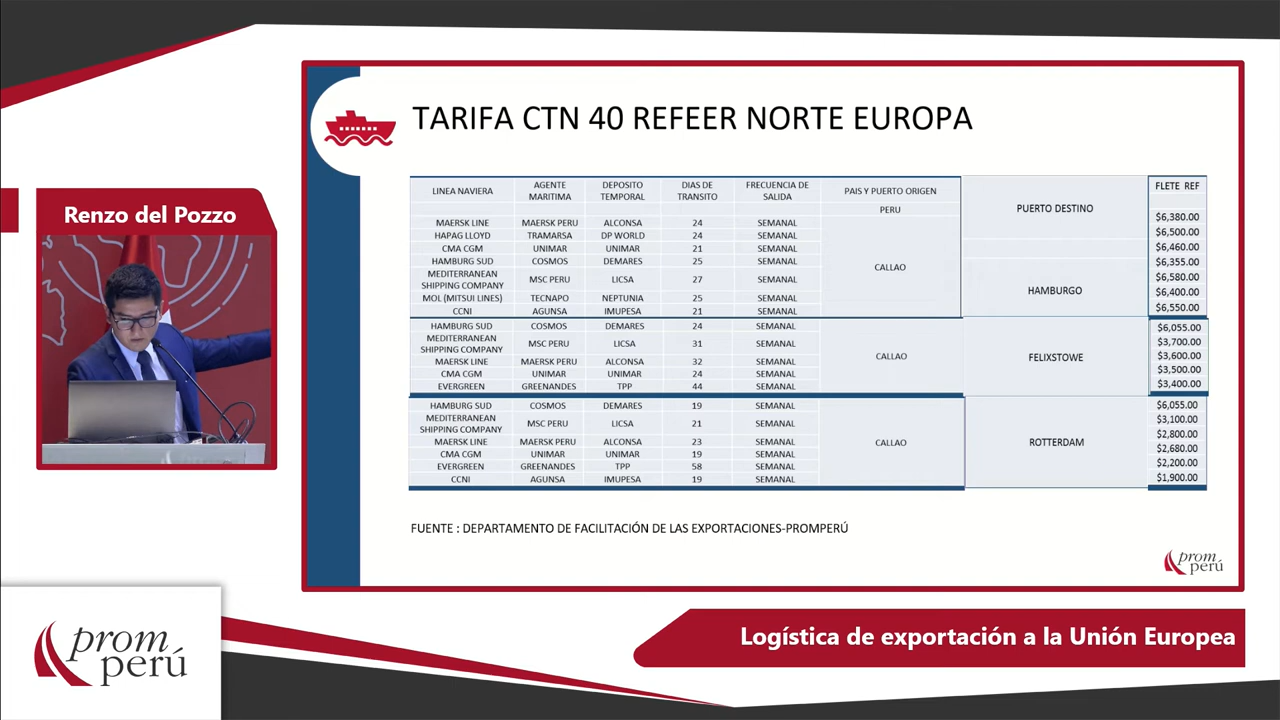 TARIFA CTN 40 REFEER NORTE EUROPA
Renzo del Pozzo
LINEA NAVIERA AGENTE MARITIMA DEPOSITO TEMPORAL DIAS DE TRANSITO FRECUENCIA DE SALIDA PAIS Y PUERTO ORIGEN PUERTO DESTINO FLETE REF
PERU
MAERSK LINE MAERSK PERU ALCONSA 24 SEMANAL CALLAO HAMBURGO $6,380.00
HAPAG LLOYD TRAMARSA DP WORLD 24 SEMANAL $6,500.00
CMA CGM UNIMAR UNIMAR 21 SEMANAL $6,460.00
HAMBURG SUD COSMOS DEMARES 25 SEMANAL $6,355.00
MEDITERRANEAN SHIPPING COMPANY MSC PERU LICSA 27 SEMANAL $6,580.00
MOL (MITSUI LINES) TECNAPO NEPTUNIA 25 SEMANAL $6,400.00
CCNI AGUNSA IMUPESA 21 SEMANAL $6,550.00
HAMBURG SUD COSMOS DEMARES 24 SEMANAL CALLAO FELIXSTOWE $6,055.00
MEDITERRANEAN SHIPPING COMPANY MSC PERU LICSA 31 SEMANAL $3,700.00
MAERSK LINE MAERSK PERU ALCONSA 32 SEMANAL $3,600.00
CMA CGM UNIMAR UNIMAR 24 SEMANAL $3,500.00
EVERGREEN GREENANDES TPP 44 SEMANAL $3,400.00
HAMBURG SUD COSMOS DEMARES 19 SEMANAL CALLAO ROTTERDAM $6,055.00
MEDITERRANEAN SHIPPING COMPANY MSC PERU LICSA 21 SEMANAL $3,100.00
MAERSK LINE MAERSK PERU ALCONSA 23 SEMANAL $2,800.00
CMA CGM UNIMAR UNIMAR 19 SEMANAL $2,680.00
EVERGREEN GREENANDES TPP 58 SEMANAL $2,200.00
CCNI AGUNSA IMUPESA 19 SEMANAL $1,900.00
FUENTE : DEPARTAMENTO DE FACILITACIÓN DE LAS EXPORTACIONES-PROMPERÚ
prom
perú
Logística de exportación a la Unión Europea
prom
perú